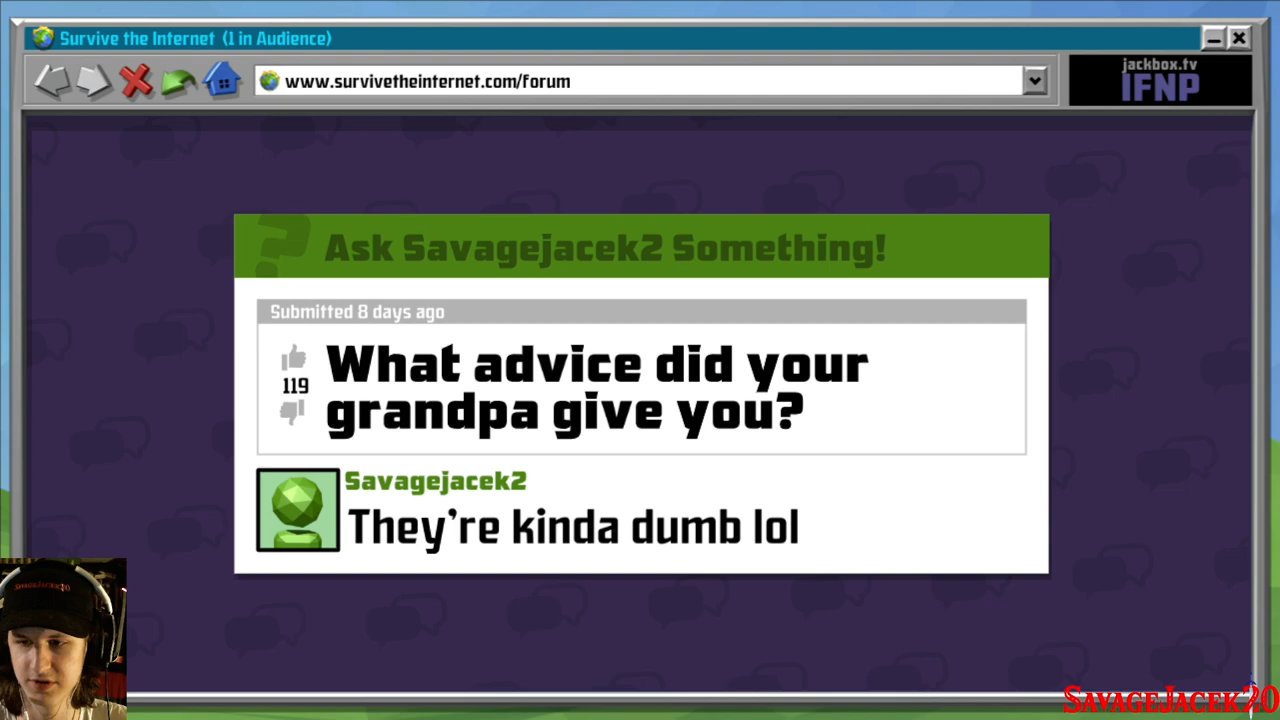 Survive the Internet (1 in Audience)
www.survivetheinternet.com/forum
jackbox.tv
IFNP
Ask Savagejacek2 Something!
Submitted 8 days ago
119
What advice did your
grandpa give you?
Savagejacek2
They're kinda dumb lol
SavageJacek20
SavageJacek20